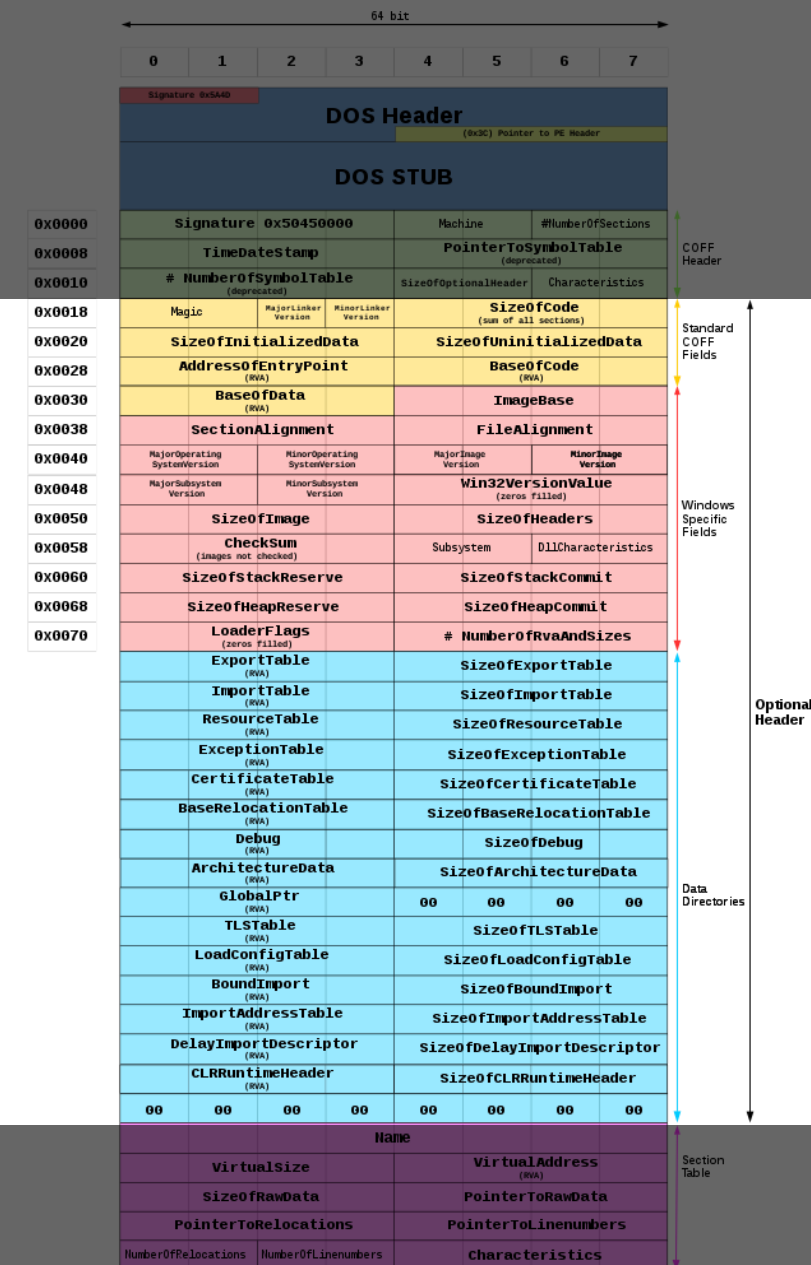 64 bit
0 1 2 3 4 5 6 7
Signature 0x5A4D
DOS Header
(0x3C) Pointer to PE Header
DOS STUB
0x0000 Signature 0x50450000 Machine #NumberOfSections
0x0008 TimeDateStamp PointerToSymbolTable
(deprecated)
0x0010 # NumberOfSymbolTable SizeOfOptionalHeader Characteristics
(deprecated)
COFF
Header
0x0018 Magic MajorLinker MinorLinker SizeOfCode
Version Version (sum of all sections)
0x0020 SizeOfInitializedData SizeOfUninitializedData
0x0028 AddressOfEntryPoint BaseOfCode
(RVA) (RVA)
Standard
COFF
Fields
0x0030 BaseOfData ImageBase
(RVA)
0x0038 SectionAlignment FileAlignment
0x0040 MajorOperating MinorOperating MajorImage MinorImage
SystemVersion SystemVersion Version Version
0x0048 MajorSubsystem MinorSubsystem Win32VersionValue
Version Version (zeros filled)
0x0050 SizeOfImage SizeOfHeaders
0x0058 CheckSum Subsystem DllCharacteristics
(images not checked)
0x0060 SizeOfStackReserve SizeOfStackCommit
0x0068 SizeOfHeapReserve SizeOfHeapCommit
0x0070 LoaderFlags # NumberOfRvaAndSizes
(zeros filled)
Windows
Specific
Fields
ExportTable SizeOfExportTable
(RVA)
ImportTable SizeOfImportTable
(RVA)
ResourceTable SizeOfResourceTable
(RVA)
ExceptionTable SizeOfExceptionTable
(RVA)
CertificateTable SizeOfCertificateTable
(RVA)
BaseRelocationTable SizeOfBaseRelocationTable
(RVA)
Debug SizeOfDebug
(RVA)
ArchitectureData SizeOfArchitectureData
(RVA)
GlobalPtr 00 00 00 00
(RVA)
TLSTable SizeOfTLSTable
(RVA)
LoadConfigTable SizeOfLoadConfigTable
(RVA)
BoundImport SizeOfBoundImport
(RVA)
ImportAddressTable SizeOfImportAddressTable
(RVA)
DelayImportDescriptor SizeOfDelayImportDescriptor
(RVA)
CLRRuntimeHeader SizeOfCLRRuntimeHeader
(RVA)
00 00 00 00 00 00 00 00
Data
Directories
Optional
Header
Name
VirtualSize VirtualAddress
(RVA)
SizeOfRawData PointerToRawData
PointerToRelocations PointerToLinenumbers
NumberOfRelocations NumberOfLinenumbers Characteristics
Section
Table